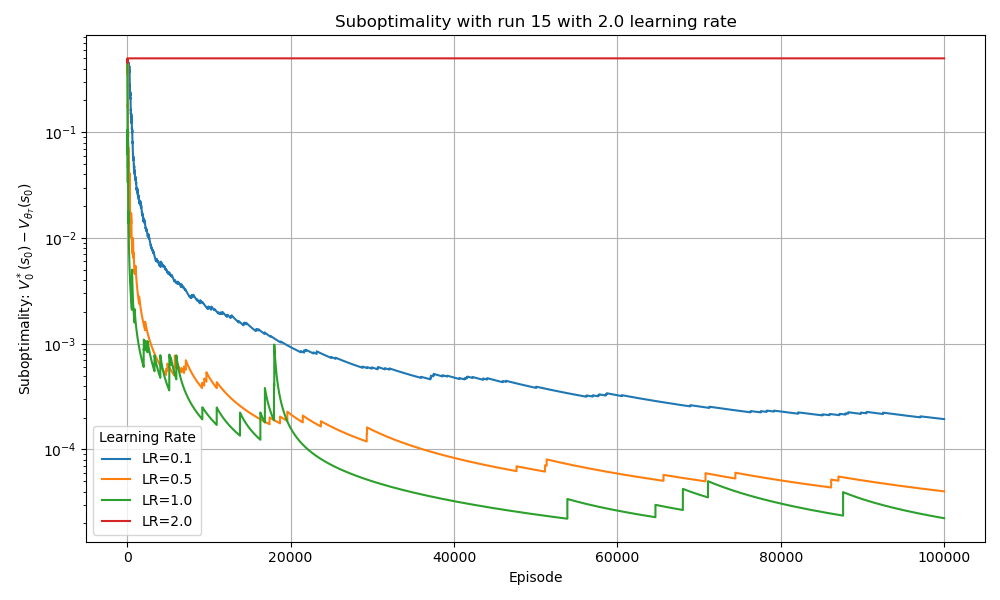 Suboptimality with run 15 with 2.0 learning rate
Suboptimality: $V_0^*(s_0) - V_{\theta_T}(s_0)$
10⁻¹
10⁻²
10⁻³
10⁻⁴
Learning Rate
LR=0.1
LR=0.5
LR=1.0
LR=2.0
0 20000 40000 60000 80000 100000
Episode